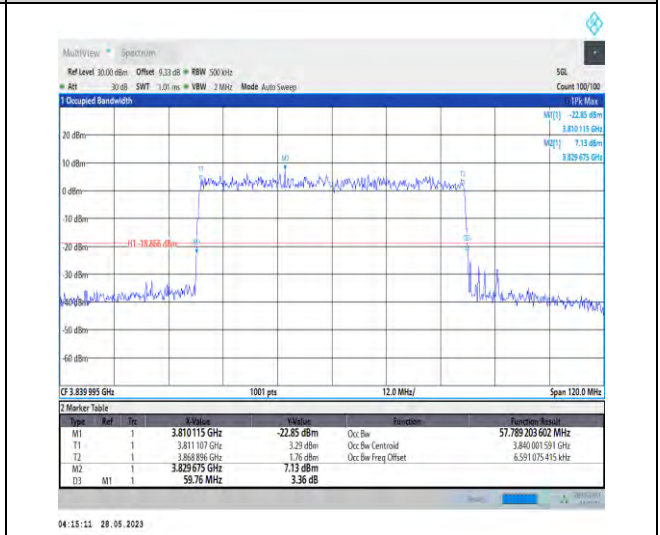 MultiView Spectrum
Ref Level 30.00 dBm Offset 9.33 dB RBW 500 kHz SGL
Att 30 dB SWT 1.01 ms VBW 2 MHz Mode Auto Sweep Count 100/100
1 Occupied Bandwidth 1Pk Max
M1[1] -22.85 dBm
3.810 115 GHz
20 dBm
M2[1] 7.13 dBm
3.829 675 GHz
10 dBm
0 dBm
-10 dBm
H1 -18.866 dBm
-20 dBm
-30 dBm
-40 dBm
-50 dBm
-60 dBm
CF 3.839 995 GHz 1001 pts 12.0 MHz/ Span 120.0 MHz
2 Marker Table
Type Ref Trc X-Value Y-Value Function Function Result
M1 1 3.810115 GHz -22.85 dBm Occ Bw 57.789 203 602 MHz
T1 1 3.811 107 GHz 3.29 dBm Occ Bw Centroid 3.840 001 591 GHz
T2 1 3.868 896 GHz 1.76 dBm Occ Bw Freq Offset 6.591 075 415 kHz
M2 1 3.829 675 GHz 7.13 dBm
D3 M1 1 59.76 MHz 3.36 dB
04:15:11 28.05.2023